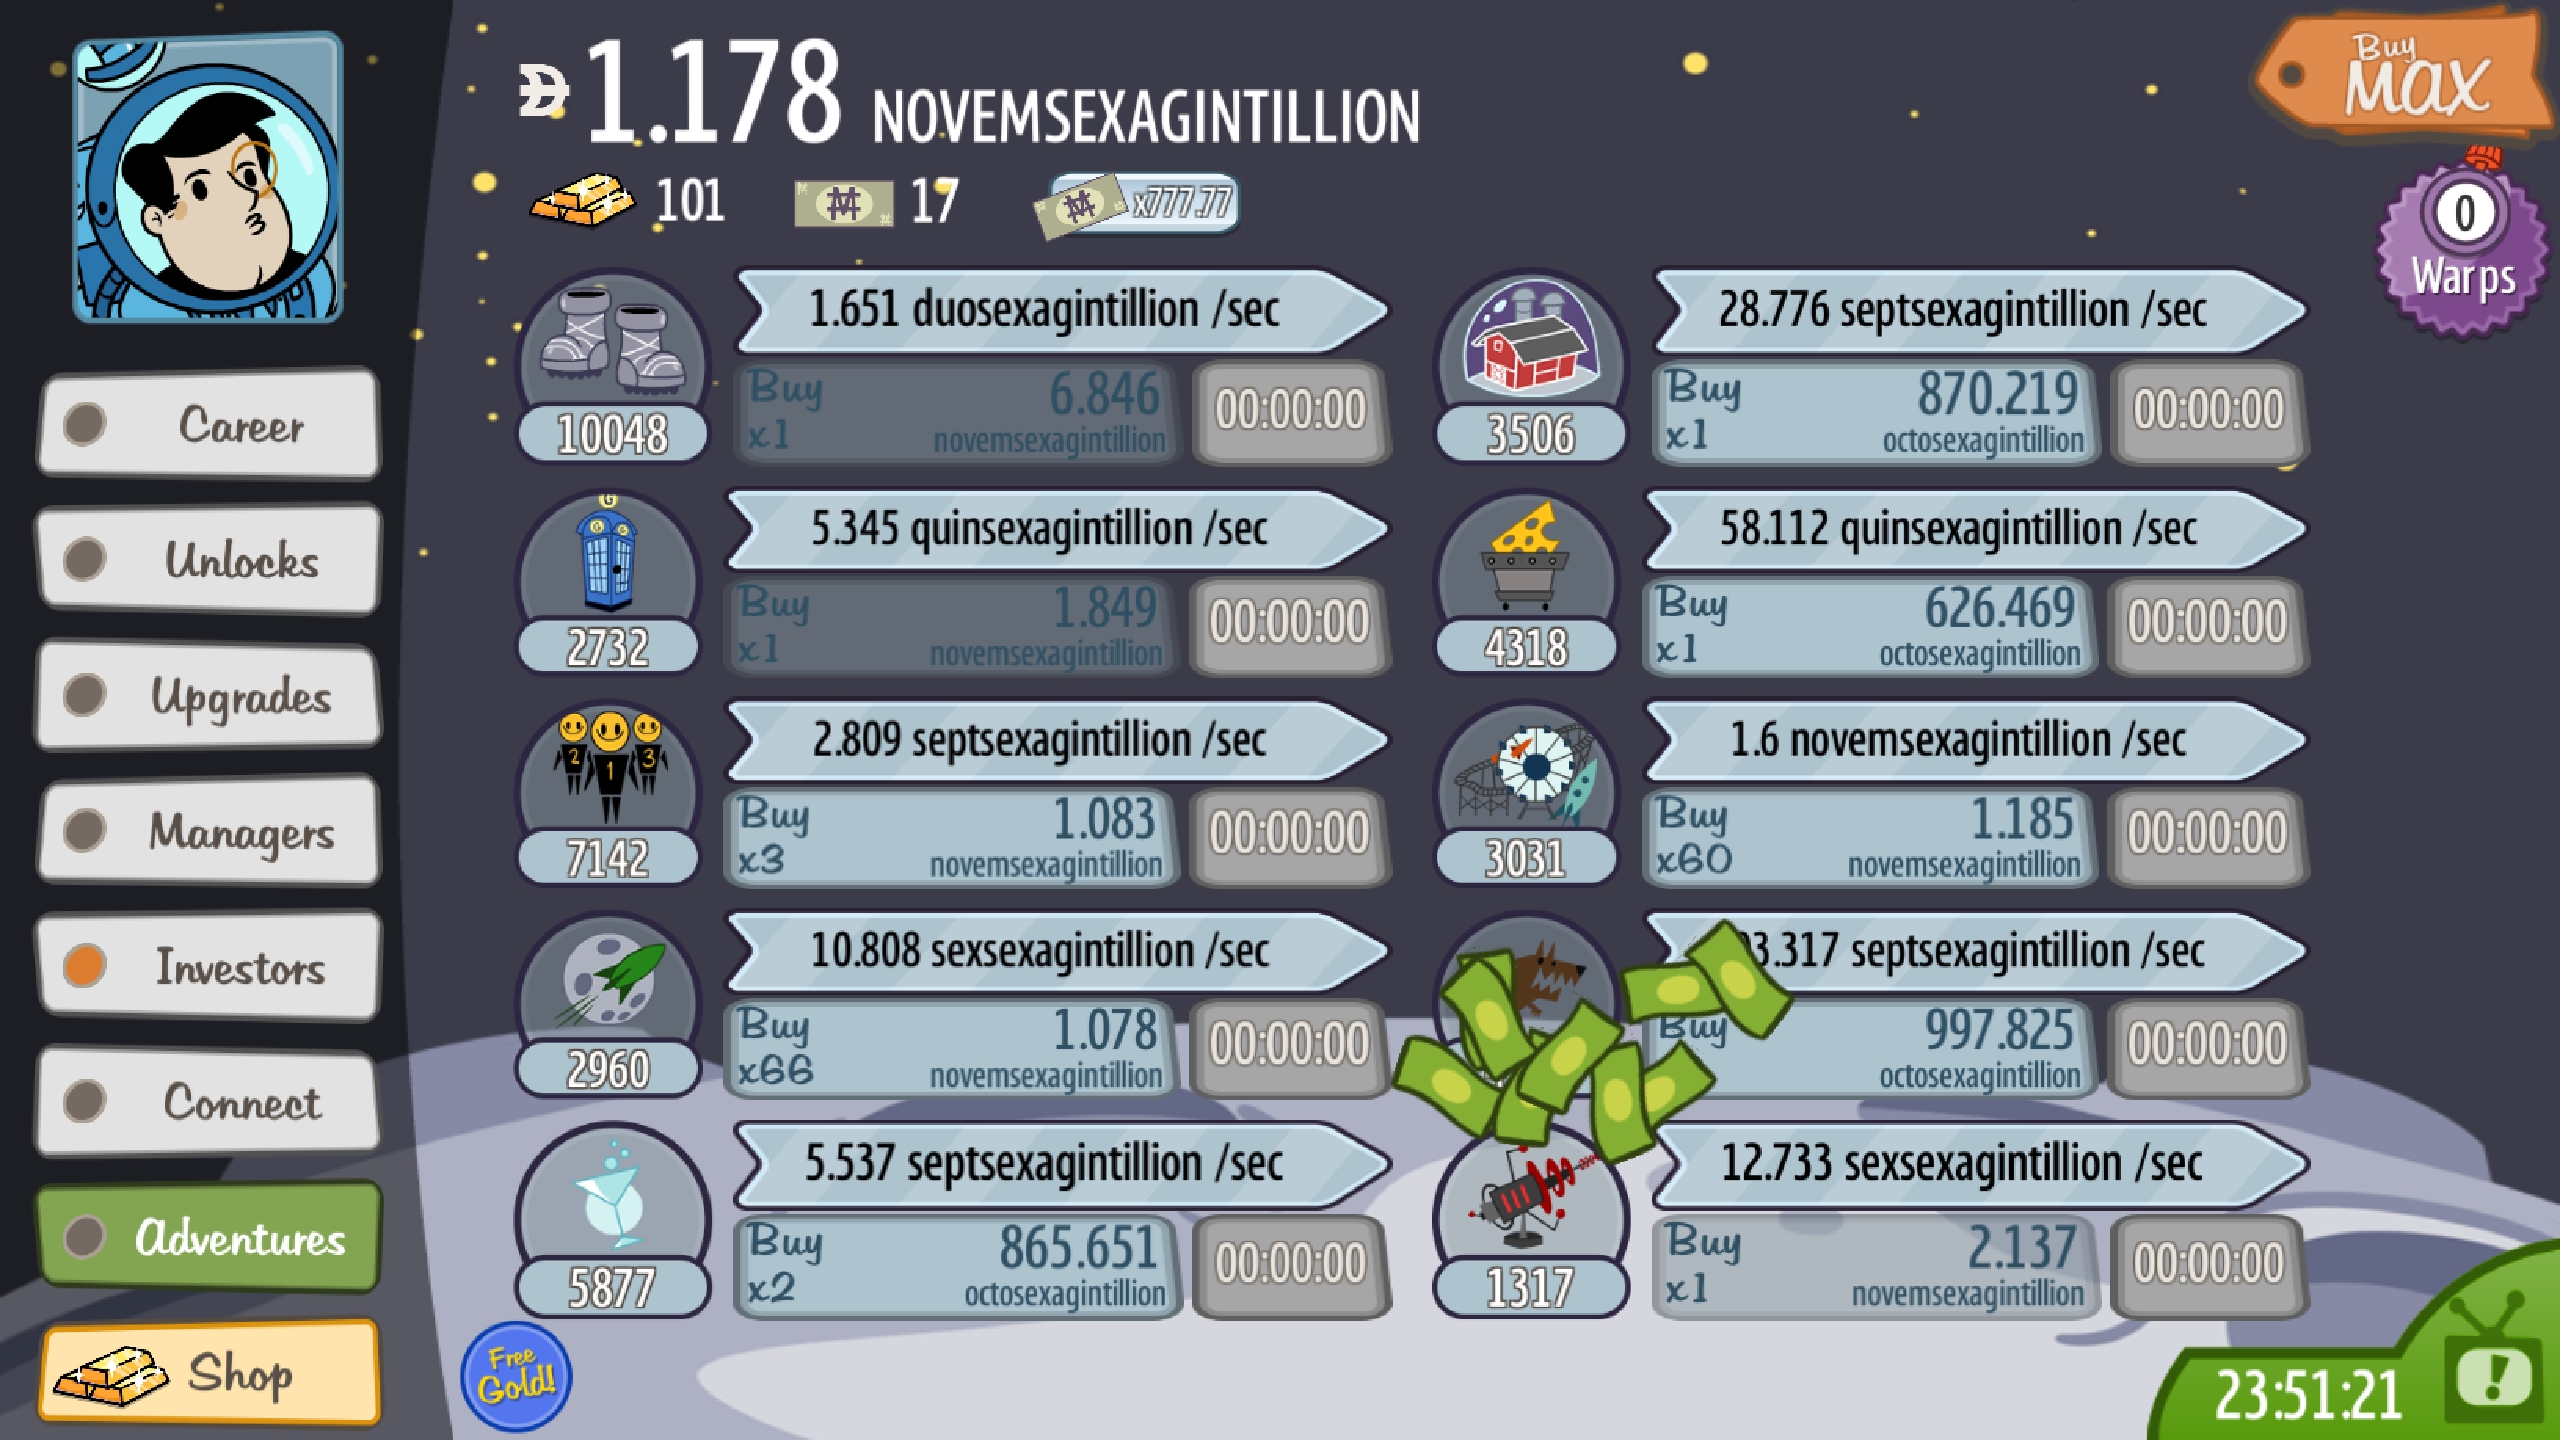 Buy
MAX
1.178 NOVEMSEXAGINTILLION
101 17 x777.77
0
Warps
Career
Unlocks
Upgrades
Managers
Investors
Connect
Adventures
Shop
1.651 duosexagintillion /sec
Buy 6.846
x1 novemsexagintillion
00:00:00
10048
G
5.345 quinsexagintillion /sec
Buy 1.849
x1 novemsexagintillion
00:00:00
2732
2 1 3
2.809 septsexagintillion /sec
Buy 1.083
x3 novemsexagintillion
00:00:00
7142
10.808 sexsexagintillion /sec
Buy 1.078
x66 novemsexagintillion
00:00:00
2960
5.537 septsexagintillion /sec
Buy 865.651
x2 octosexagintillion
00:00:00
5877
28.776 septsexagintillion /sec
Buy 870.219
x1 octosexagintillion
00:00:00
3506
58.112 quinsexagintillion /sec
Buy 626.469
x1 octosexagintillion
00:00:00
4318
1.6 novemsexagintillion /sec
Buy 1.185
x60 novemsexagintillion
00:00:00
3031
septsexagintillion /sec
Buy 997.825
octosexagintillion
00:00:00
12.733 sexsexagintillion /sec
Buy 2.137
x1 novemsexagintillion
00:00:00
1317
Free
Gold!
23:51:21
!